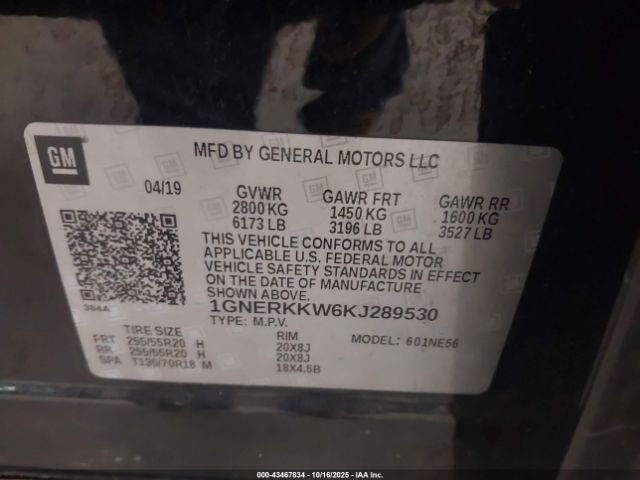 GM
MFD BY GENERAL MOTORS LLC
04/19 GVWR GAWR FRT GAWR RR
2800 KG 1450 KG 1600 KG
6173 LB 3196 LB 3527 LB
THIS VEHICLE CONFORMS TO ALL
APPLICABLE U.S. FEDERAL MOTOR
VEHICLE SAFETY STANDARDS IN EFFECT
ON THE DATE OF MANUFACTURE
SHOWN ABOVE.
384A
1GNERKKW6KJ289530
TYPE: M.P.V. MODEL: 601NE56
TIRE SIZE RIM
FRT 255/55R20 H 20X8J
RR 255/55R20 H 20X8J
SPA T135/70R18 M 18X4.5B
000-43467834 | 10/16/2025 | IAA Inc.